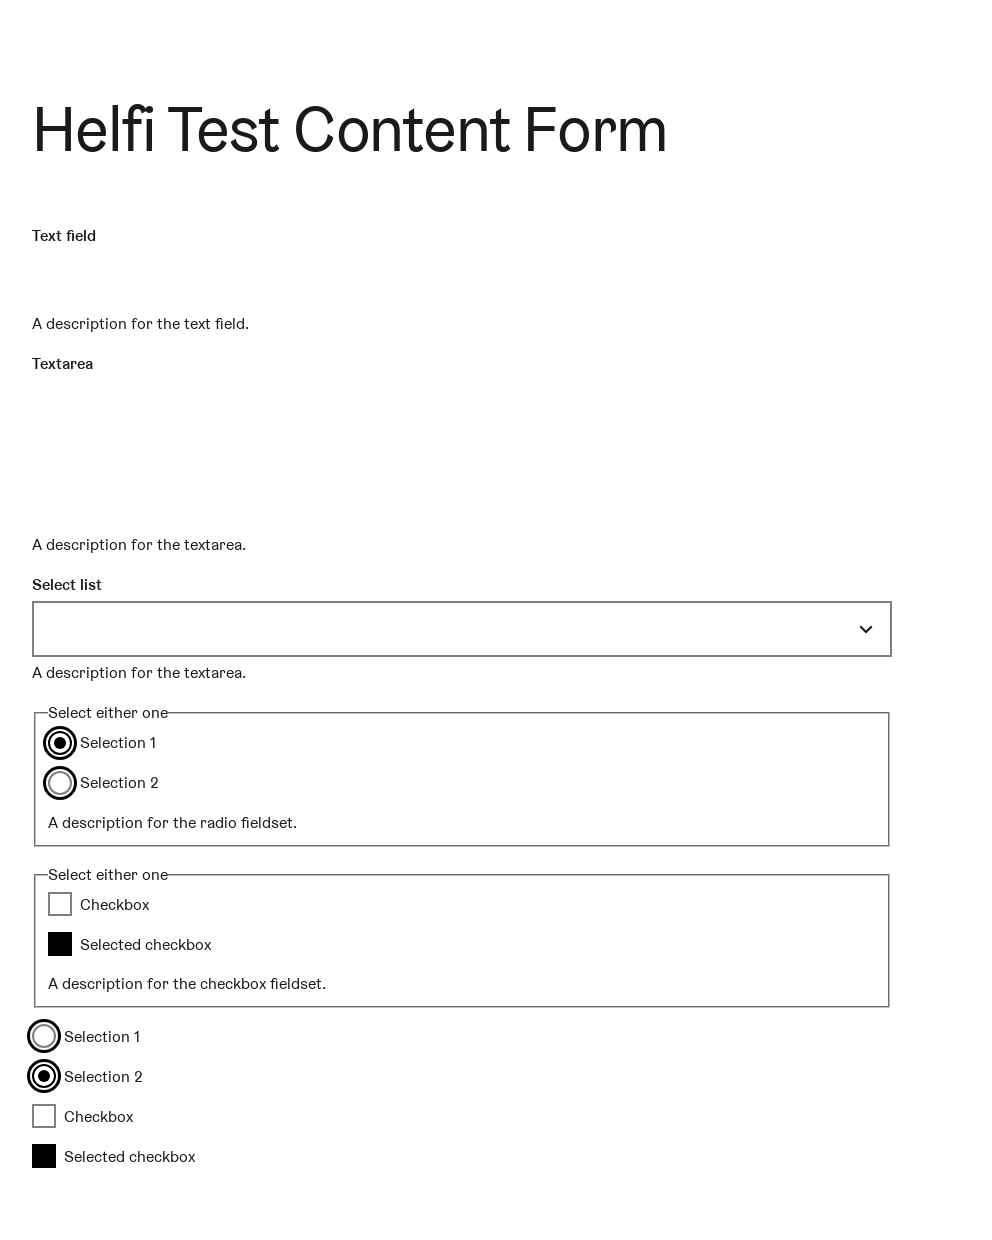 Helfi Test Content Form
Text field
A description for the text field.
Textarea
A description for the textarea.
Select list
A description for the textarea.
Select either one
Selection 1
Selection 2
A description for the radio fieldset.
Select either one
Checkbox
Selected checkbox
A description for the checkbox fieldset.
Selection 1
Selection 2
Checkbox
Selected checkbox